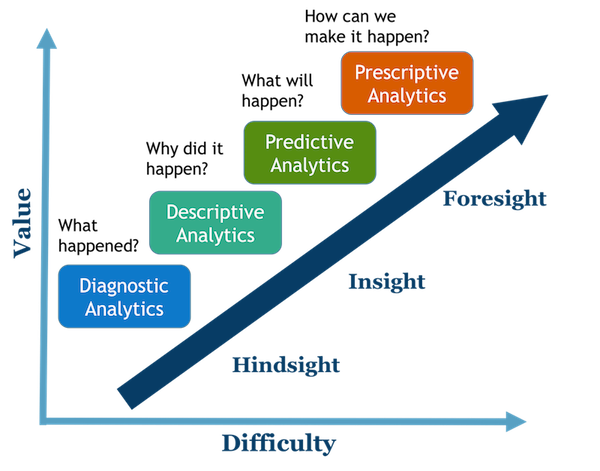 How can we
make it happen?
Prescriptive
Analytics
What will
happen?
Predictive
Analytics
Why did it
happen?
Descriptive
Analytics
What
happened?
Diagnostic
Analytics
Foresight
Insight
Hindsight
Value
Difficulty